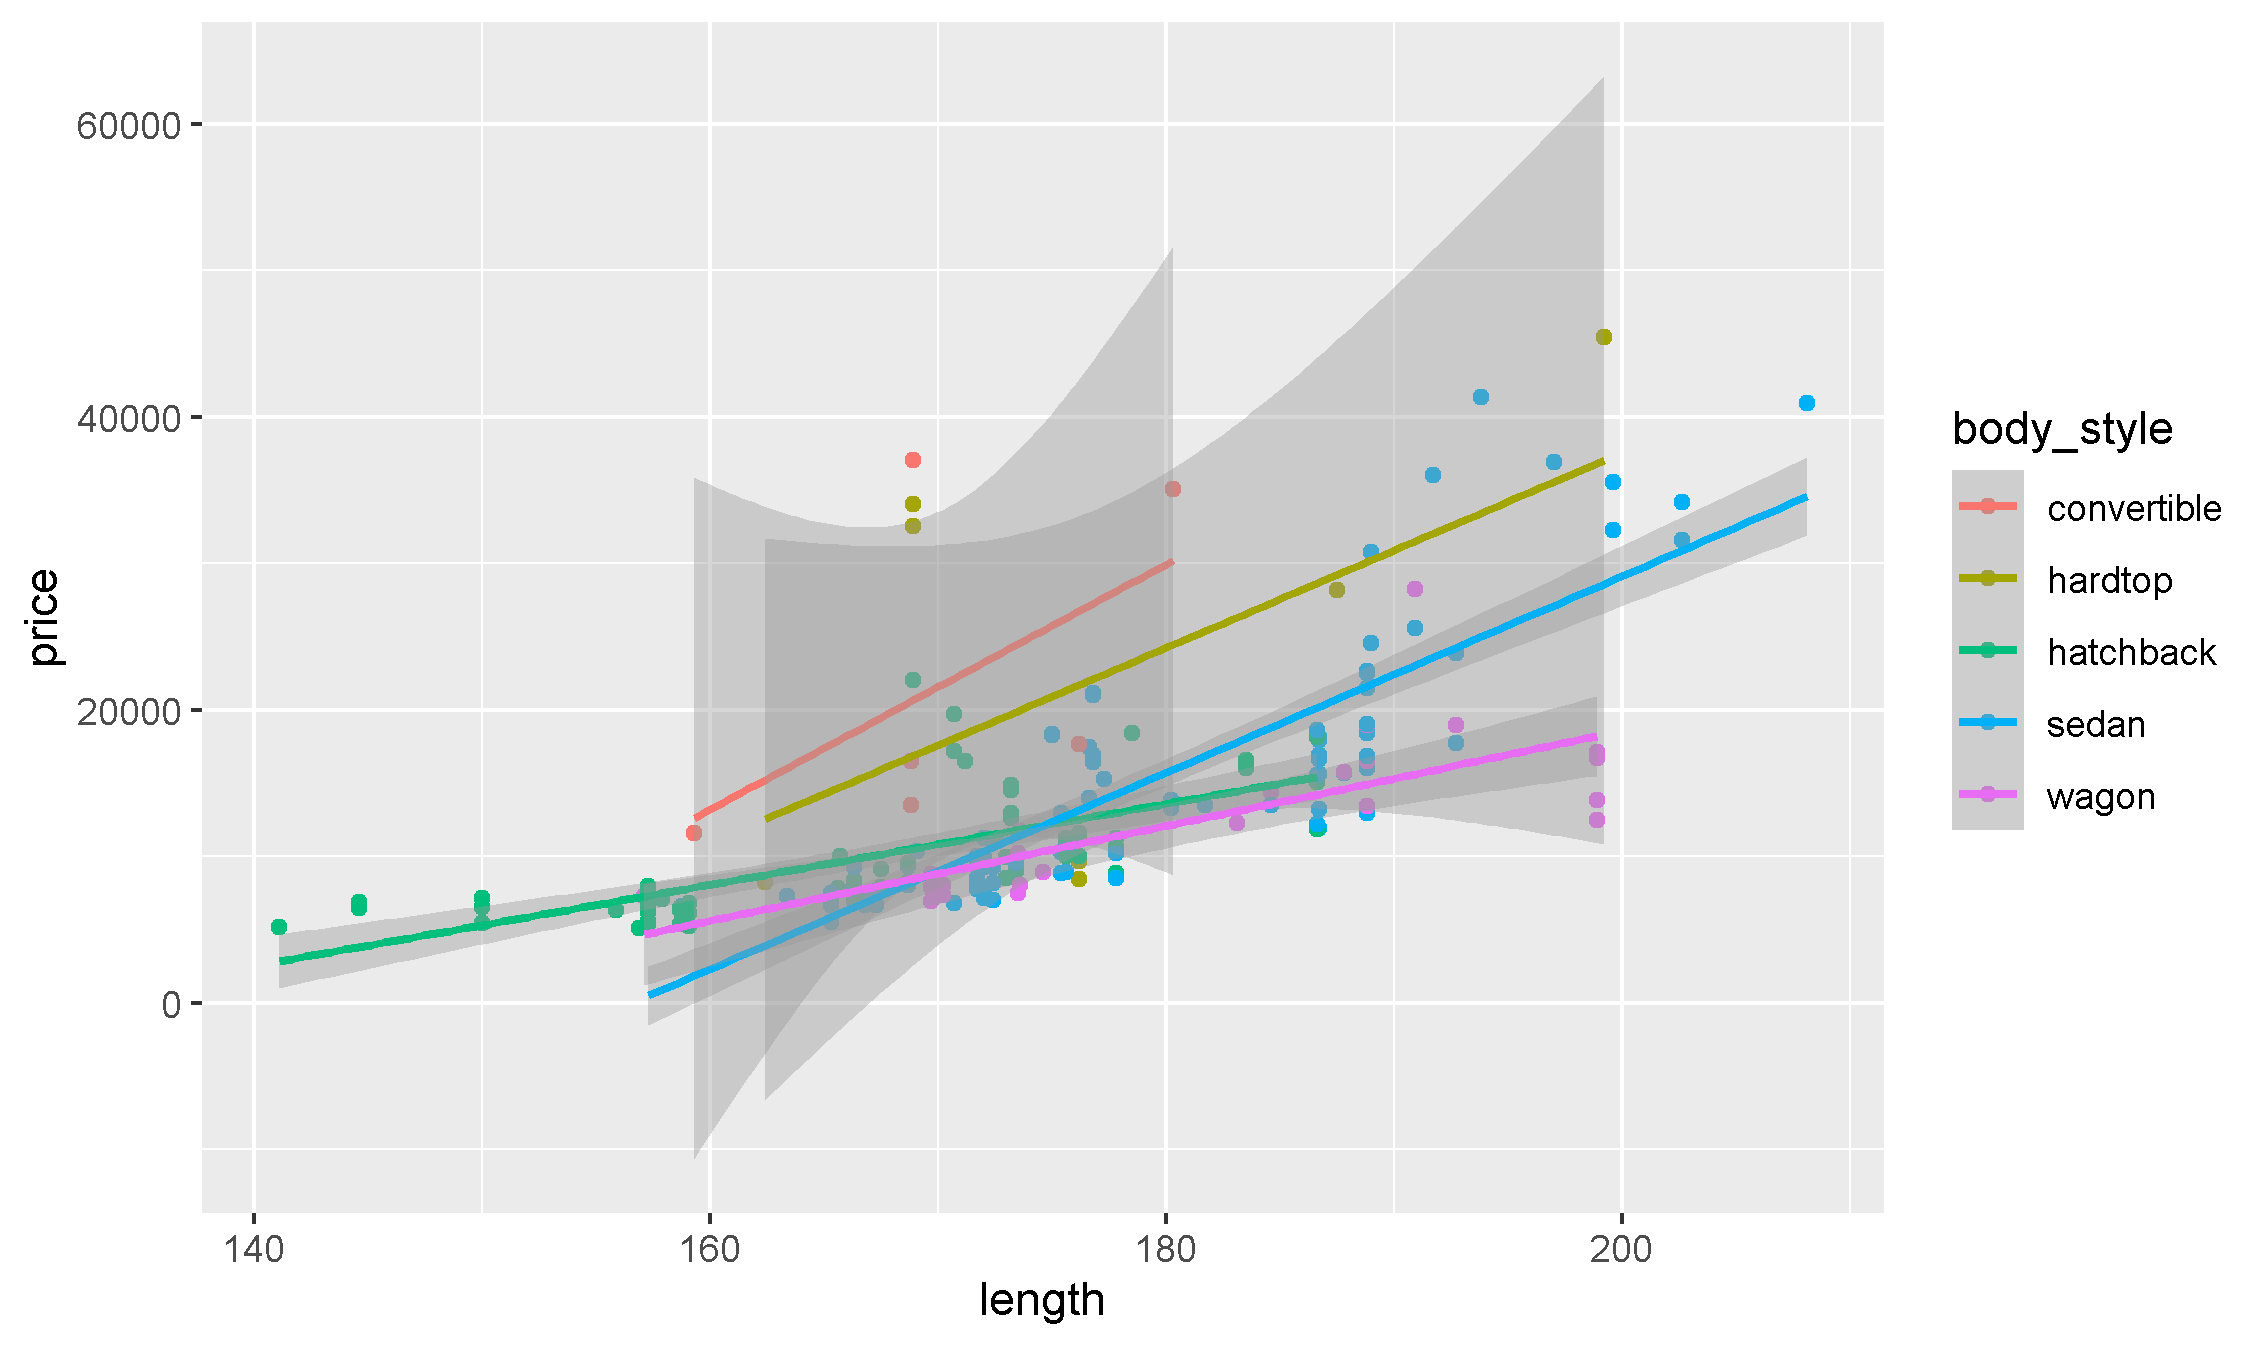 60000
40000
20000
0
price
140
160
180
200
length
body_style
convertible
hardtop
hatchback
sedan
wagon